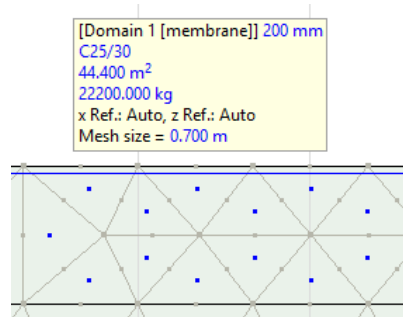 [Domain 1 [membrane]] 200 mm
C25/30
44.400 m²
22200.000 kg
x Ref.: Auto, z Ref.: Auto
Mesh size = 0.700 m